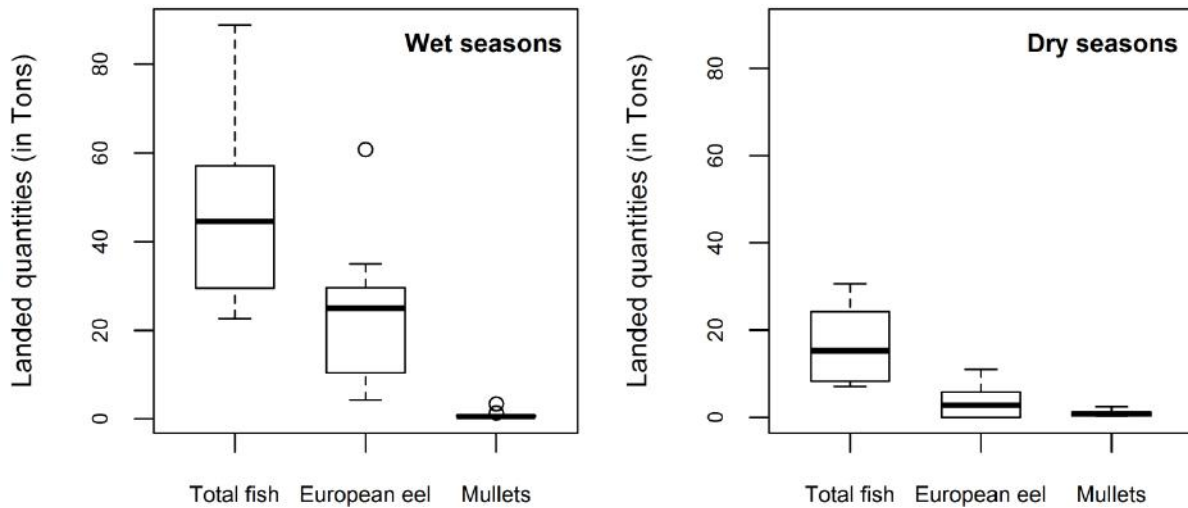 Landed quantities (in Tons)
80
60
40
20
0
Wet seasons
Total fish European eel Mullets
Landed quantities (in Tons)
80
60
40
20
0
Dry seasons
Total fish European eel Mullets